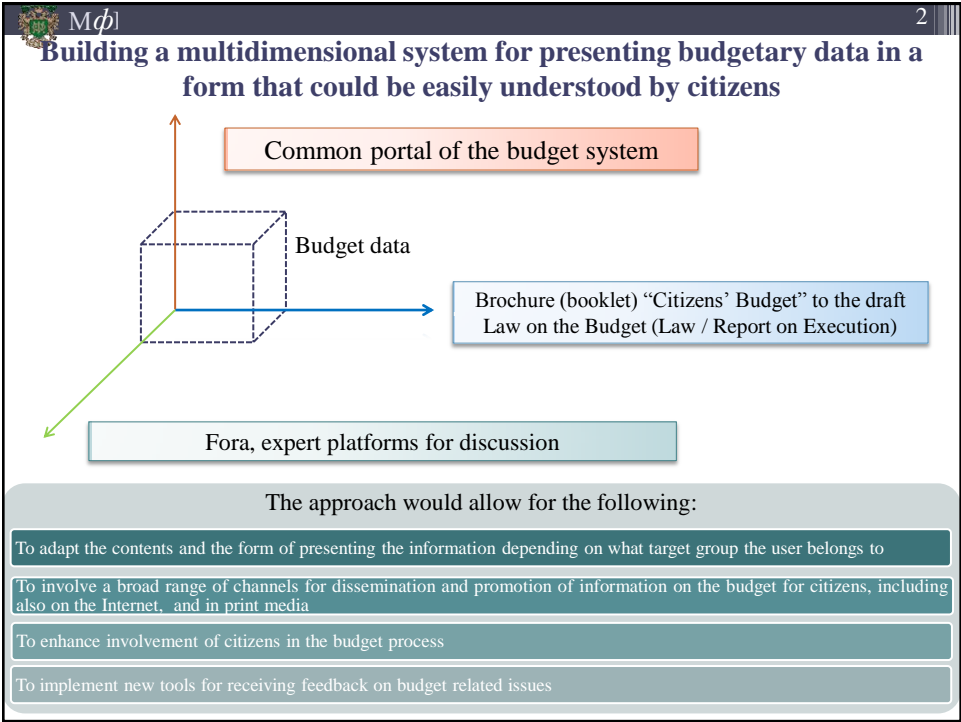 Мф]
2
Building a multidimensional system for presenting budgetary data in a
form that could be easily understood by citizens
Common portal of the budget system
Budget data
Brochure (booklet) “Citizens’ Budget” to the draft
Law on the Budget (Law / Report on Execution)
Fora, expert platforms for discussion
The approach would allow for the following:
To adapt the contents and the form of presenting the information depending on what target group the user belongs to
To involve a broad range of channels for dissemination and promotion of information on the budget for citizens, including
also on the Internet, and in print media
To enhance involvement of citizens in the budget process
To implement new tools for receiving feedback on budget related issues